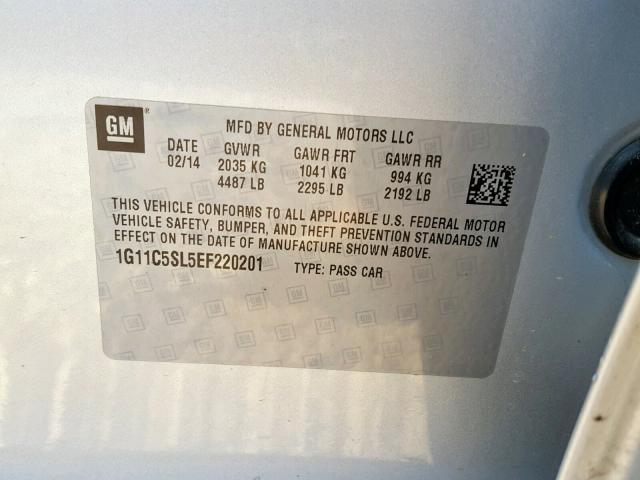 GM ®
MFD BY GENERAL MOTORS LLC
DATE GVWR GAWR FRT GAWR RR
02/14 2035 KG 1041 KG 994 KG
4487 LB 2295 LB 2192 LB
THIS VEHICLE CONFORMS TO ALL APPLICABLE U.S. FEDERAL MOTOR
VEHICLE SAFETY, BUMPER, AND THEFT PREVENTION STANDARDS IN
EFFECT ON THE DATE OF MANUFACTURE SHOWN ABOVE.
1G11C5SL5EF220201 TYPE: PASS CAR